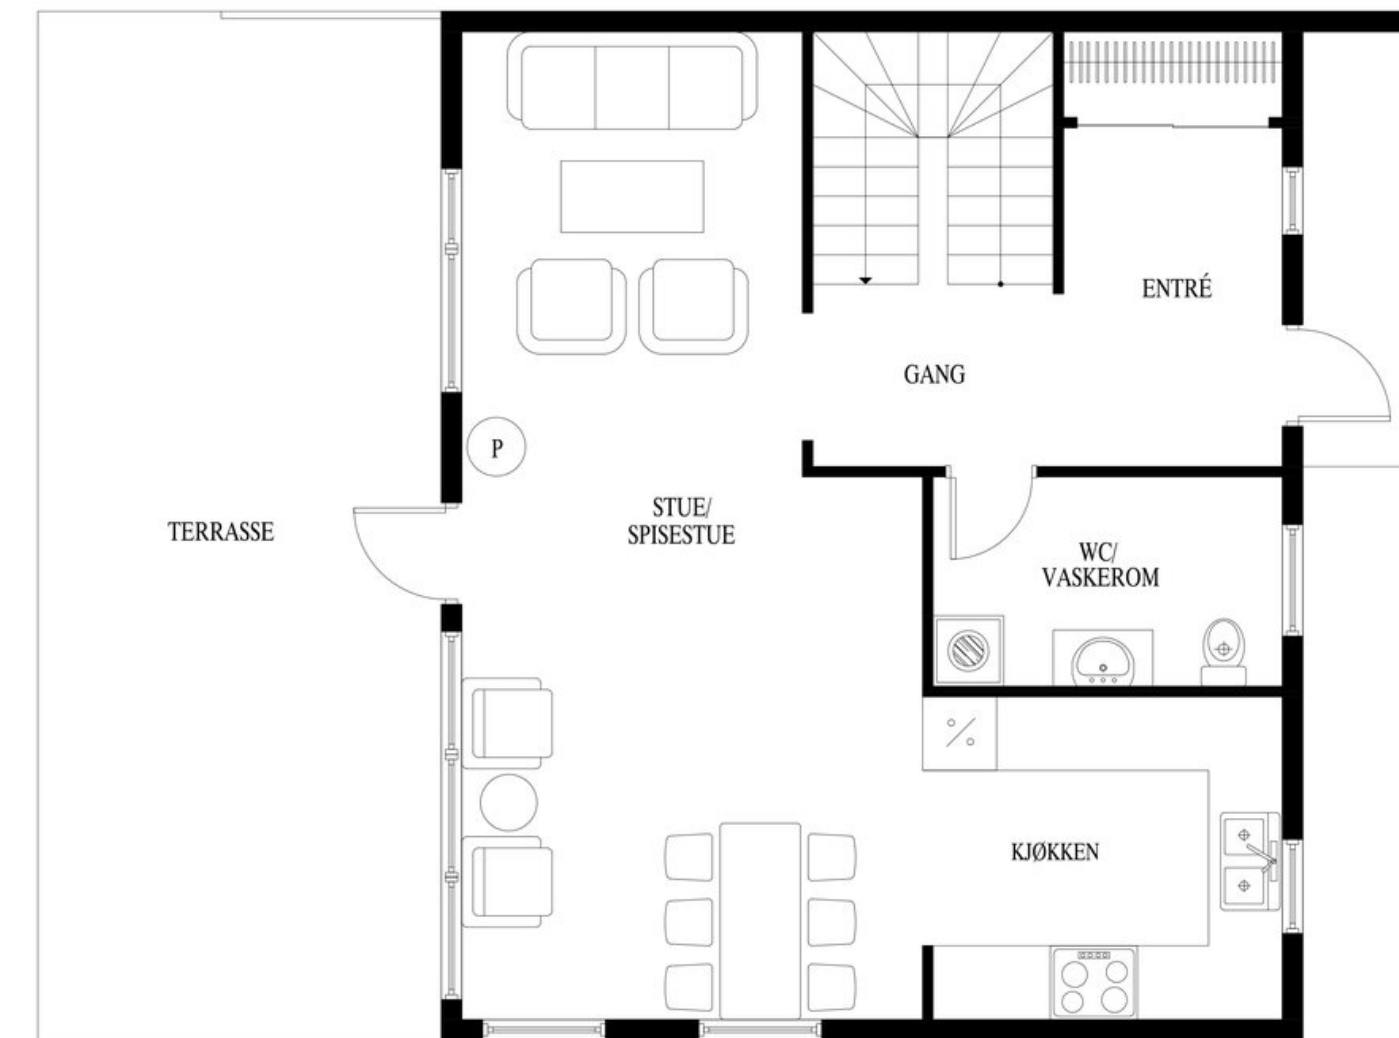 ENTRÉ
GANG
P
STUE/
SPISESTUE
TERRASSE
WC/
VASKEROM
KJØKKEN